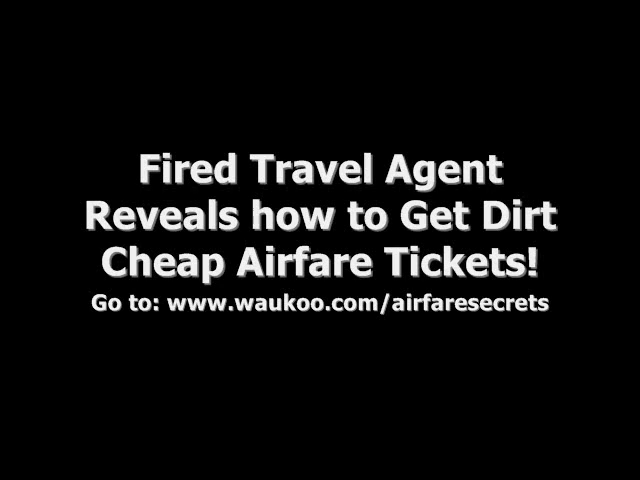 Fired Travel Agent
Reveals how to Get Dirt
Cheap Airfare Tickets!
Go to: www.waukoo.com/airfaresecrets